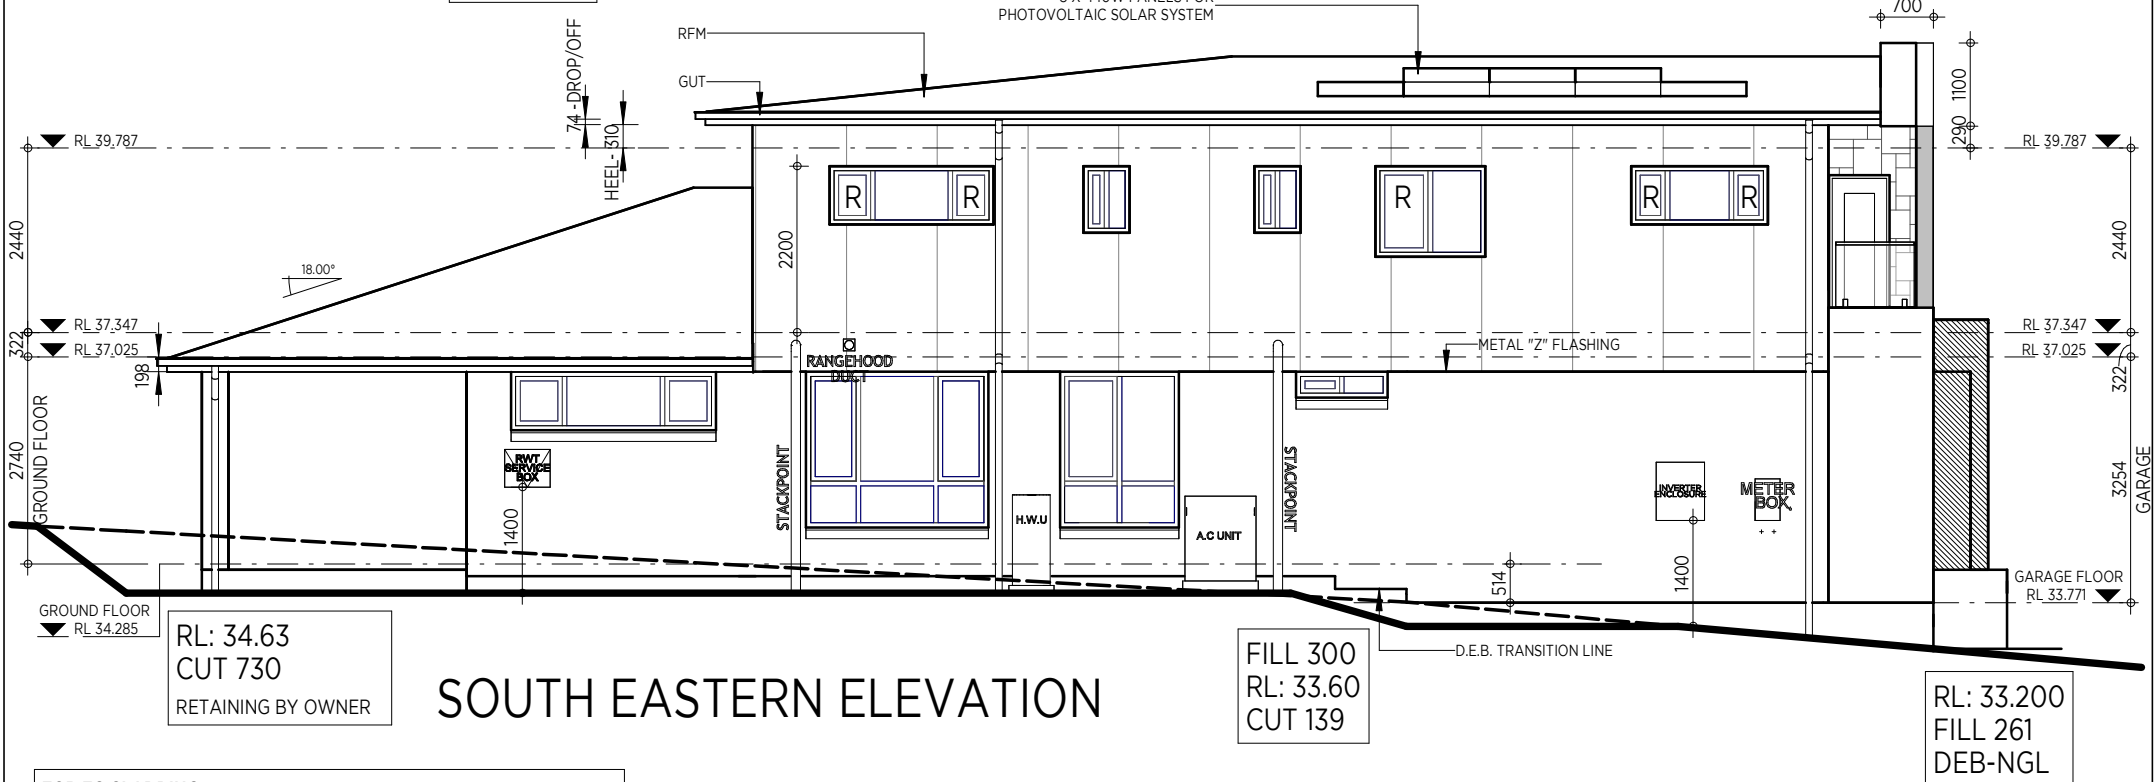 PHOTOVOLTAIC SOLAR SYSTEM
700
RFM
GUT
74 -DROP/OFF
HEEL- 310
1100
290
RL 39.787
RL 39.787
R
R
R
R
R
2440
2200
2440
18.00°
RL 37.347
RL 37.347
322
RL 37.025
RL 37.025
322
198
RANGEHOOD
METAL "Z" FLASHING
GROUND FLOOR
2740
STACKPOINT
STACKPOINT
RWT
SERVICE
BOX
1400
H.W.U
A.C UNIT
INVERTER
ENCLOSURE
METER
BOX
3254
GARAGE
514
1400
GROUND FLOOR
RL 34.285
GARAGE FLOOR
RL 33.771
RL: 34.63
CUT 730
RETAINING BY OWNER
SOUTH EASTERN ELEVATION
FILL 300
RL: 33.60
CUT 139
D.E.B. TRANSITION LINE
RL: 33.200
FILL 261
DEB-NGL